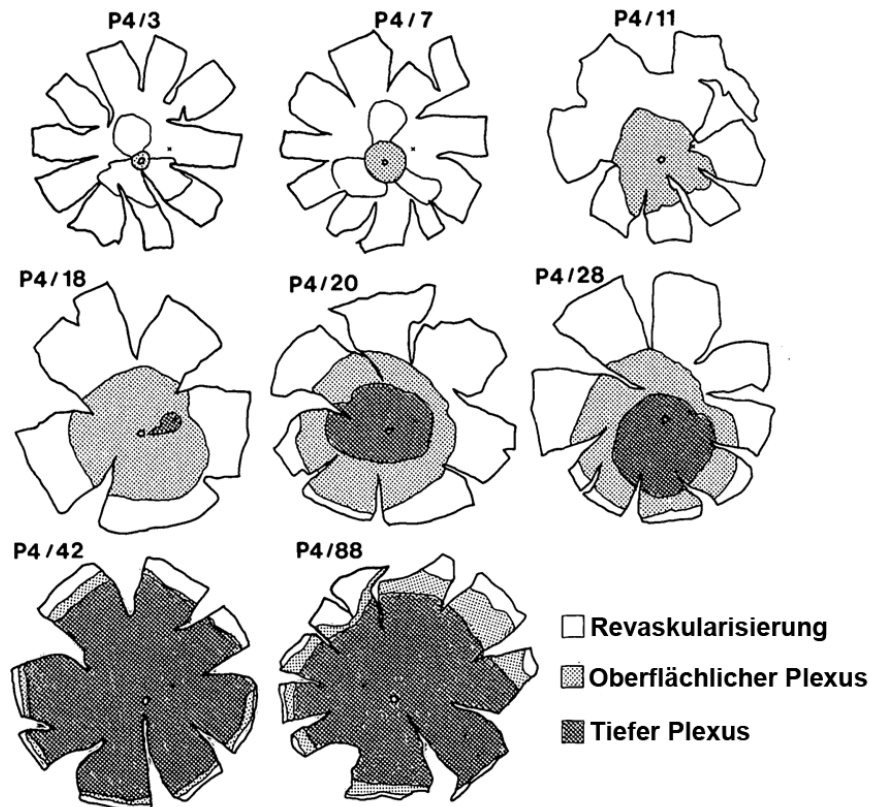 P4/3
P4/7
P4/11
P4/18
P4/20
P4/28
P4/42
P4/88
Revaskularisierung
Oberflächlicher Plexus
Tiefer Plexus